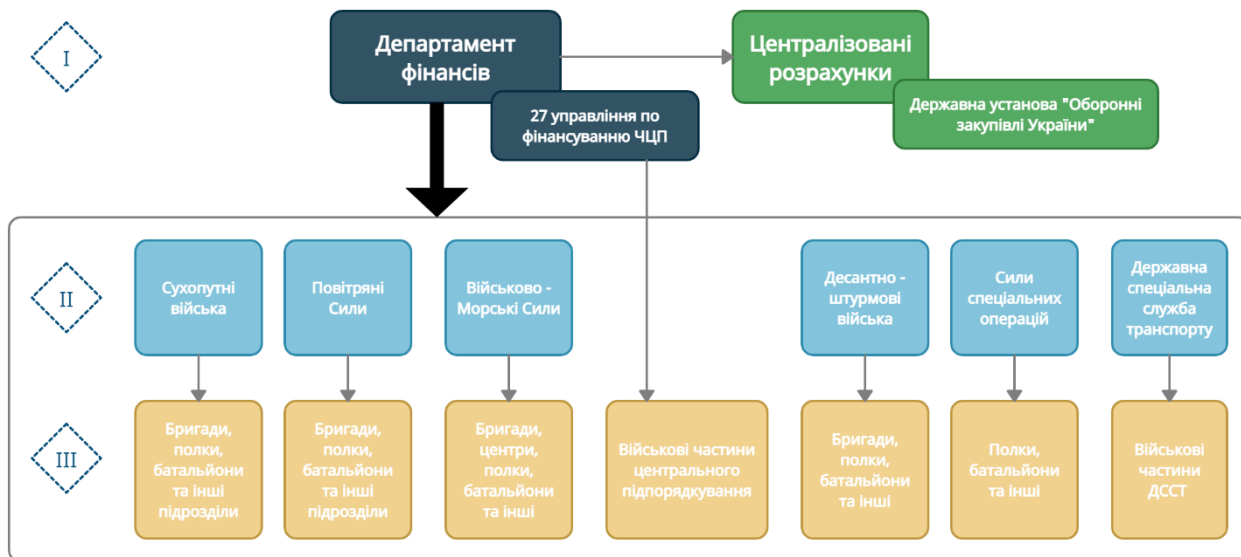 I
Департамент
фінансів
Централізовані
розрахунки
27 управління по
фінансуванню ЧЦП
Державна установа "Оборонні
закупівлі України"
II
Сухопутні
війська
Повітряні
Сили
Військово -
Морські Сили
Десантно -
штурмові
війська
Сили
спеціальних
операцій
Державна
спеціальна
служба
транспорту
III
Бригади,
полки,
батальйони
та інші
підрозділи
Бригади,
полки,
батальйони
та інші
підрозділи
Бригади,
центри,
полки,
батальйони
та інші
Військові частини
центрального
підпорядкування
Бригади,
полки,
батальйони
та інші
Полки,
батальйони
та інші
Військові
частини
ДССТ